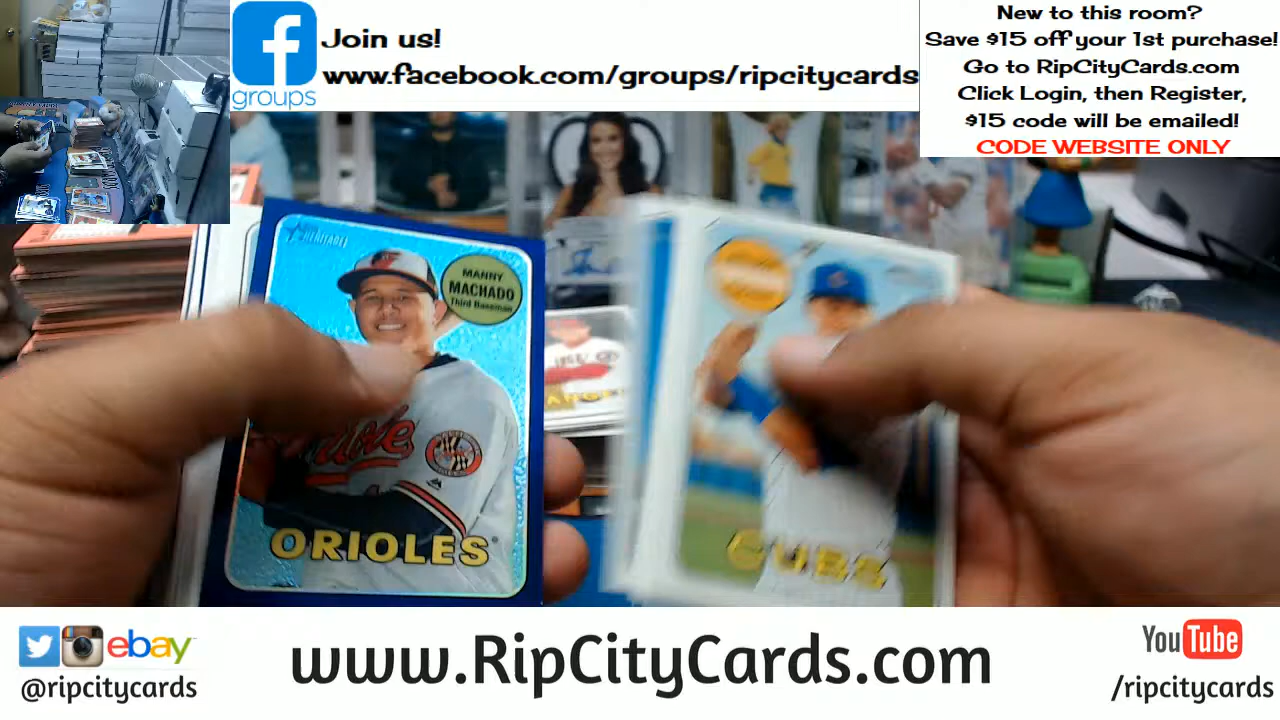 groups
Join us!
www.facebook.com/groups/ripcitycards
New to this room?
Save $15 off your 1st purchase!
Go to RipCityCards.com
Click Login, then Register,
$15 code will be emailed!
CODE WEBSITE ONLY
HERITAGE
MANNY
MACHADO
Third Baseman
Orioles
ORIOLES
CUBS
ebay
@ripcitycards
www.RipCityCards.com
YouTube
/ripcitycards